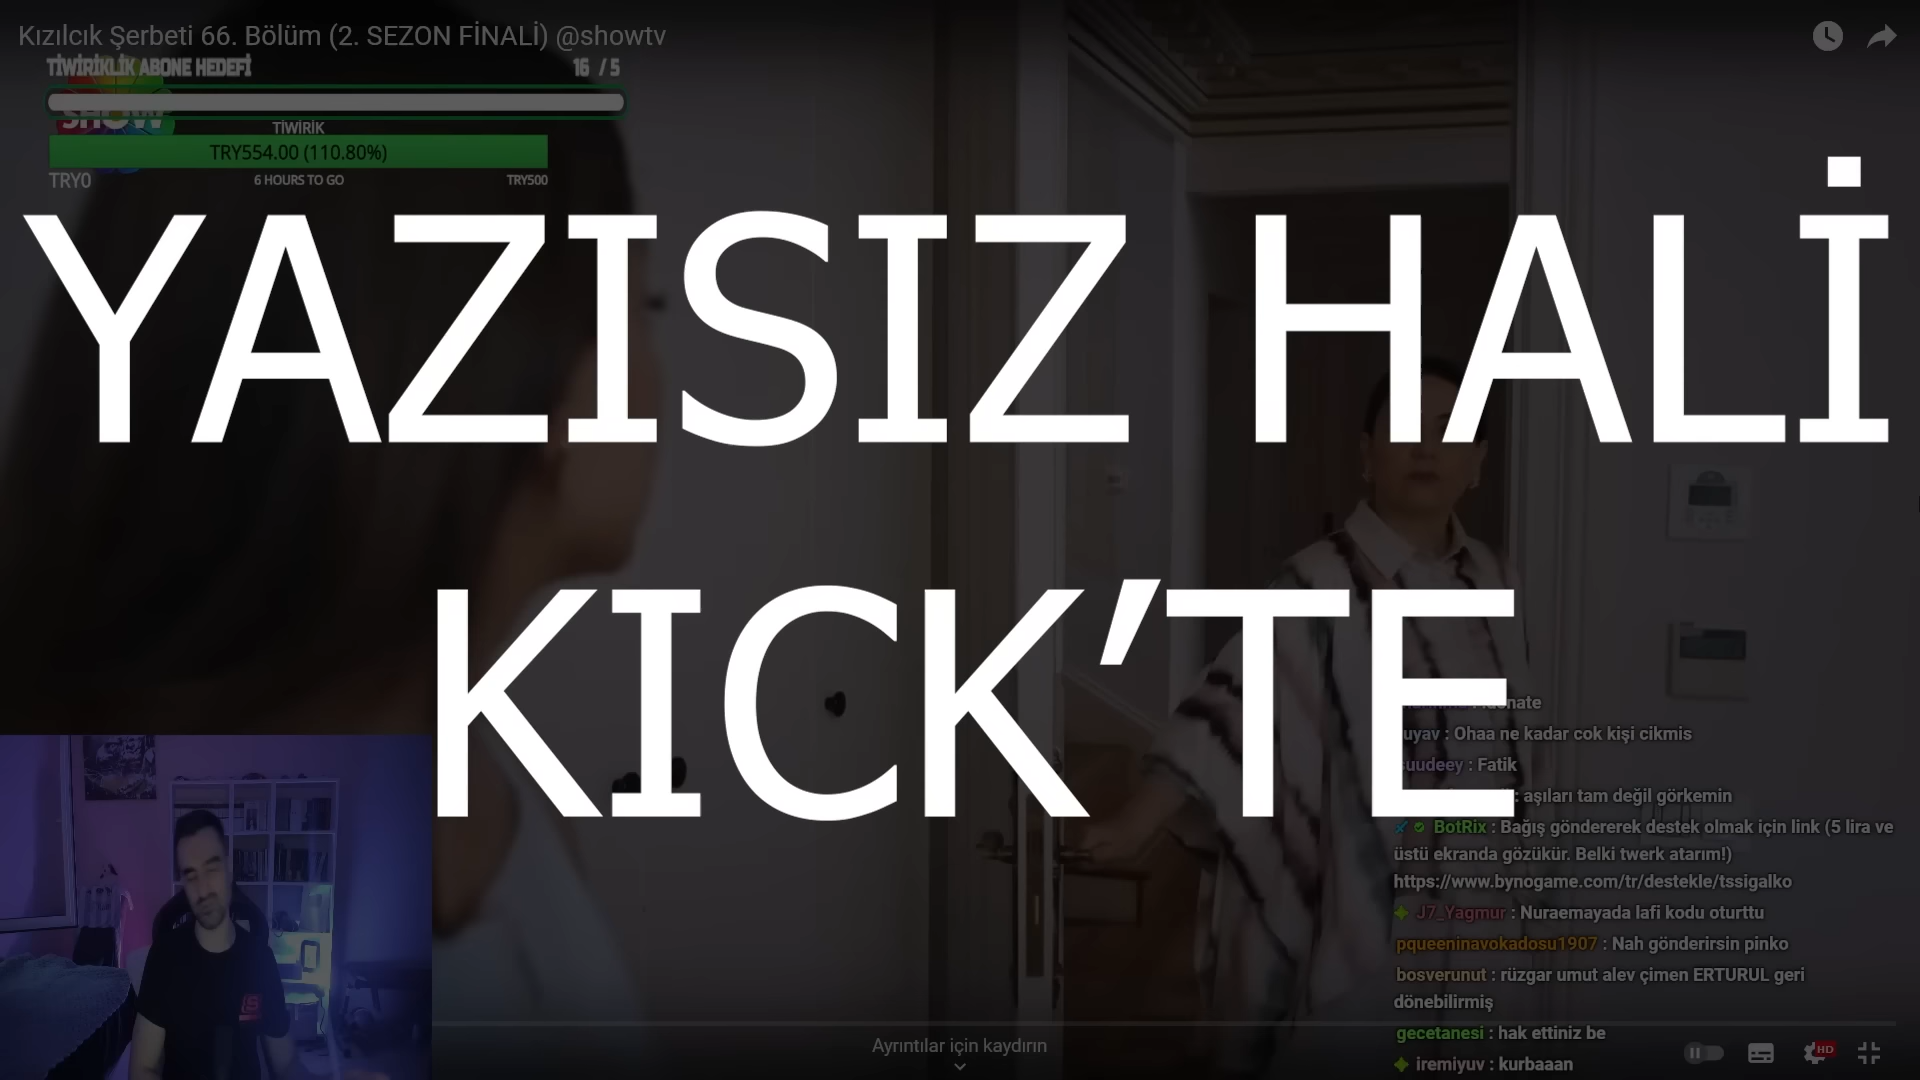 Kızılcık Şerbeti 66. Bölüm (2. SEZON FİNALİ) @showtv
TİWİRİKLİK ABONE HEDEFİ 16 / 5
SHOW
TİWİRİK
TRY554.00 (110.80%)
TRY0 6 HOURS TO GO TRY500
YAZISIZ HALİ
KICK’TE
: Ohaa ne kadar cok kişi cikmis
: Fatik
: aşıları tam değil görkemin
BotRix : Bağış göndererek destek olmak için link (5 lira ve
üstü ekranda gözükür. Belki twerk atarım!)
https://www.bynogame.com/tr/destekle/tssigalko
J7_Yagmur : Nuraemayada lafi kodu oturttu
pqueeninavokadosu1907 : Nah gönderirsin pinko
bosverunut : rüzgar umut alev çimen ERTURUL geri
dönebilirmiş
gecetanesi : hak ettiniz be
iremiyuv : kurbaaan
Ayrıntılar için kaydırın
HD